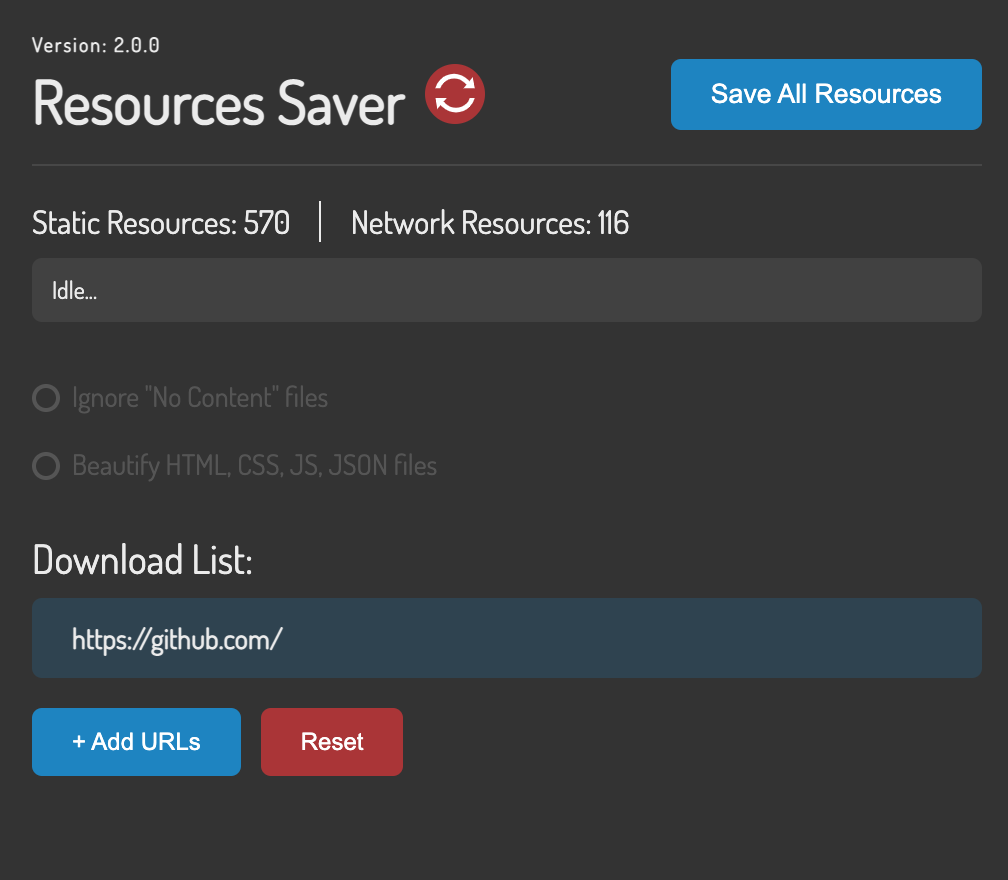 Version: 2.0.0
Resources Saver
Save All Resources
Static Resources: 570
Network Resources: 116
Idle...
Ignore "No Content" files
Beautify HTML, CSS, JS, JSON files
Download List:
https://github.com/
+ Add URLs
Reset